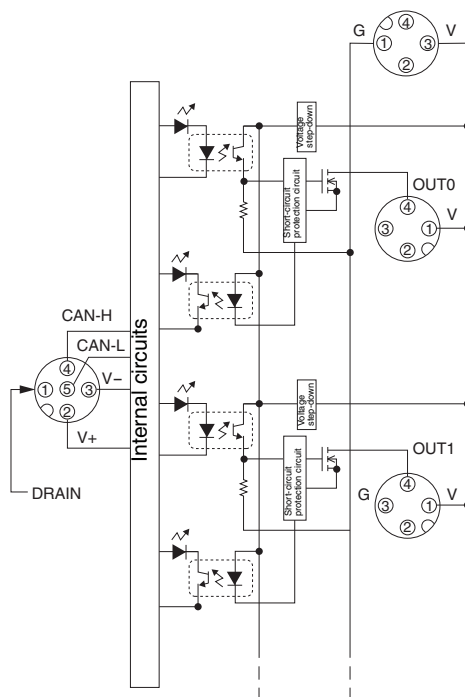 G
V
4
1
3
2
Voltage
step-down
OUT0
4
Short-circuit
protection circuit
3
1
V
2
Internal circuits
CAN-H
CAN-L
4
V−
1
5
3
2
V+
DRAIN
Voltage
step-down
OUT1
4
Short-circuit
protection circuit
G
3
1
V
2